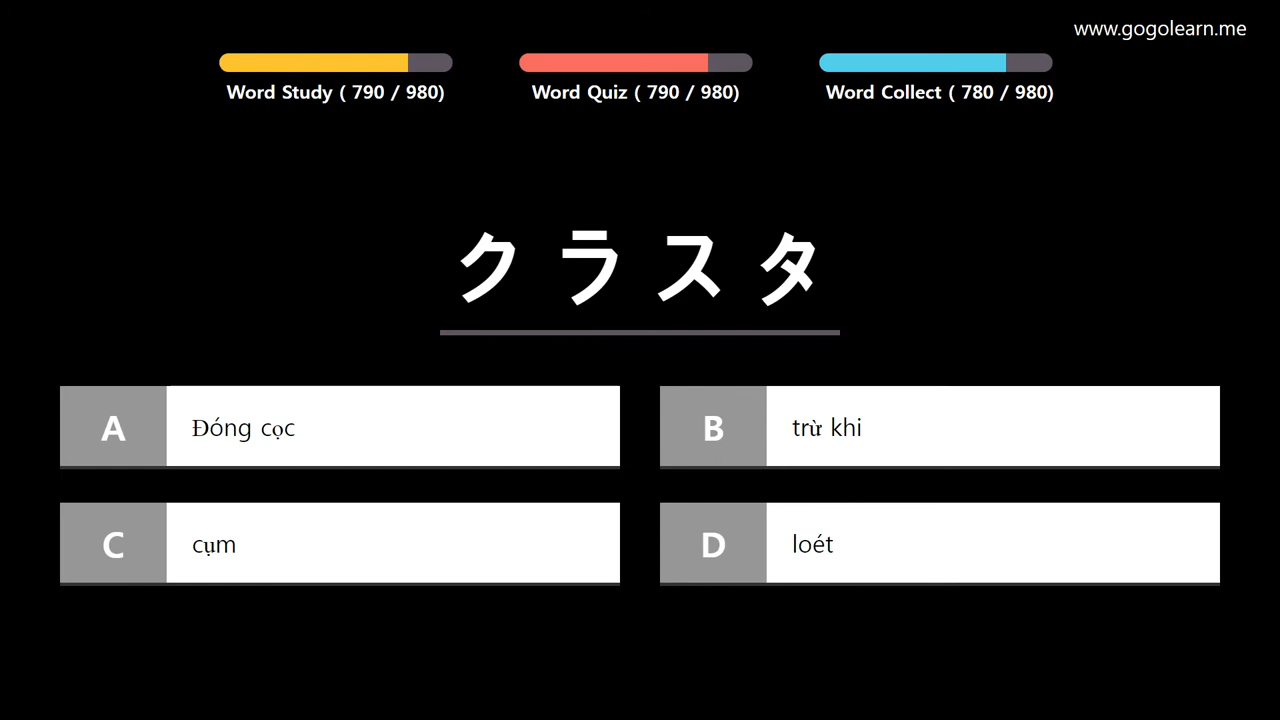 www.gogolearn.me
Word Study ( 790 / 980)
Word Quiz ( 790 / 980)
Word Collect ( 780 / 980)
クラスタ
A Đóng cọc
B trừ khi
C cụm
D loét